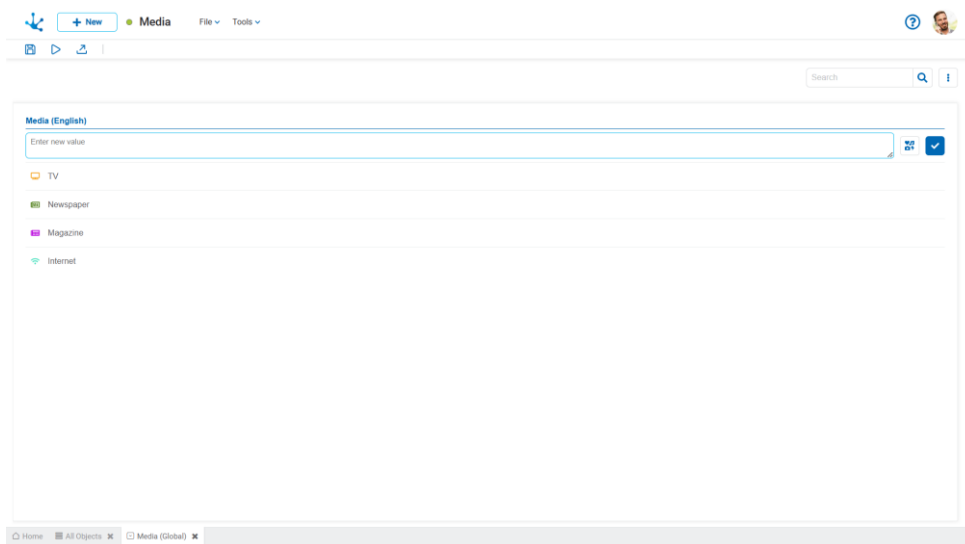 New Media File Tools
Search
Media (English)
Enter new value
TV
Newspaper
Magazine
Internet
Home All Objects Media (Global)